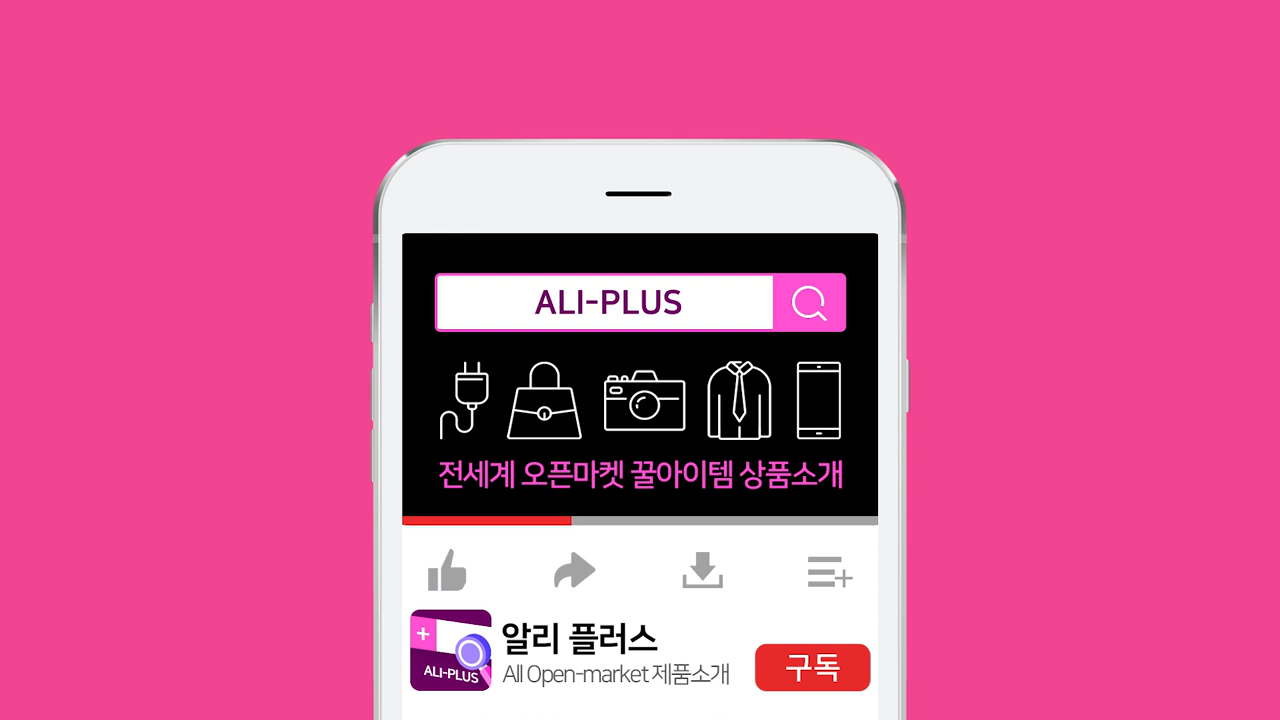 ALI-PLUS
전세계 오픈마켓 꿀아이템 상품소개
ALI-PLUS
알리 플러스
All Open-market 제품소개
구독